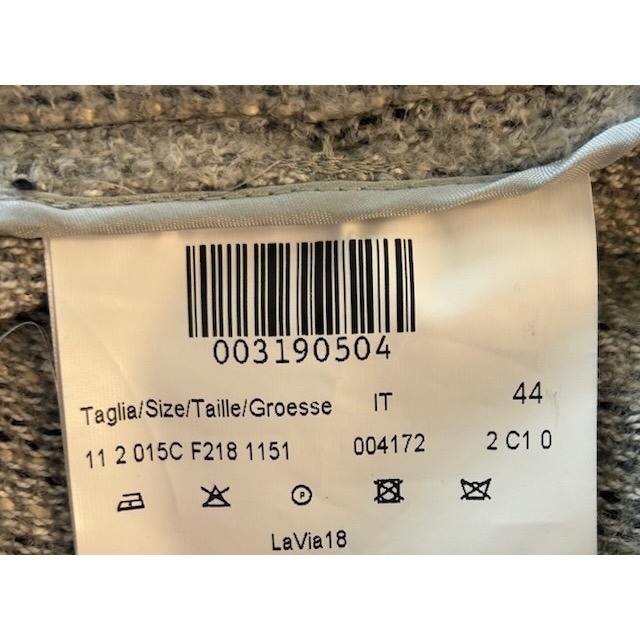 003190504
Taglia/Size/Taille/Groesse IT 44
11 2 015C F218 1151 004172 2 C1 0
P
LaVia18